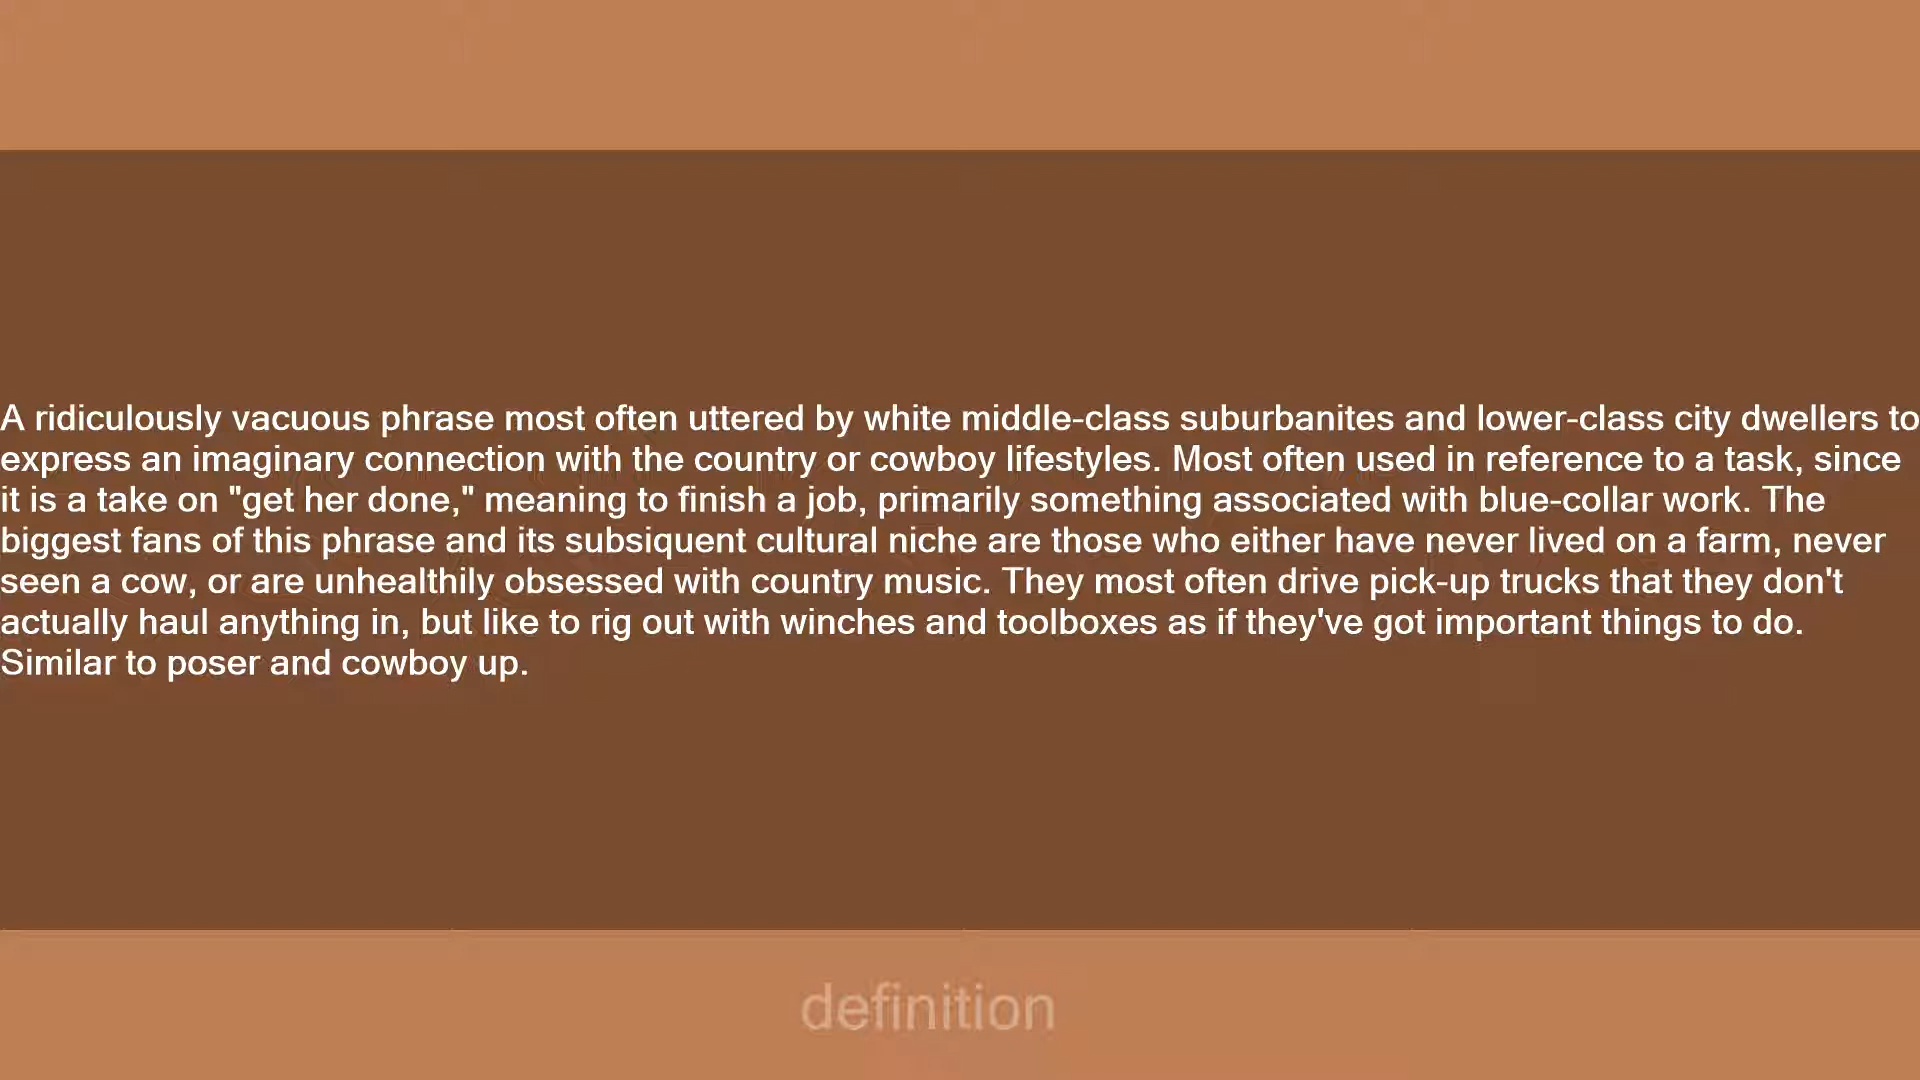 A ridiculously vacuous phrase most often uttered by white middle-class suburbanites and lower-class city dwellers to
express an imaginary connection with the country or cowboy lifestyles. Most often used in reference to a task, since
it is a take on "get her done," meaning to finish a job, primarily something associated with blue-collar work. The
biggest fans of this phrase and its subsiquent cultural niche are those who either have never lived on a farm, never
seen a cow, or are unhealthily obsessed with country music. They most often drive pick-up trucks that they don't
actually haul anything in, but like to rig out with winches and toolboxes as if they've got important things to do.
Similar to poser and cowboy up.
definition